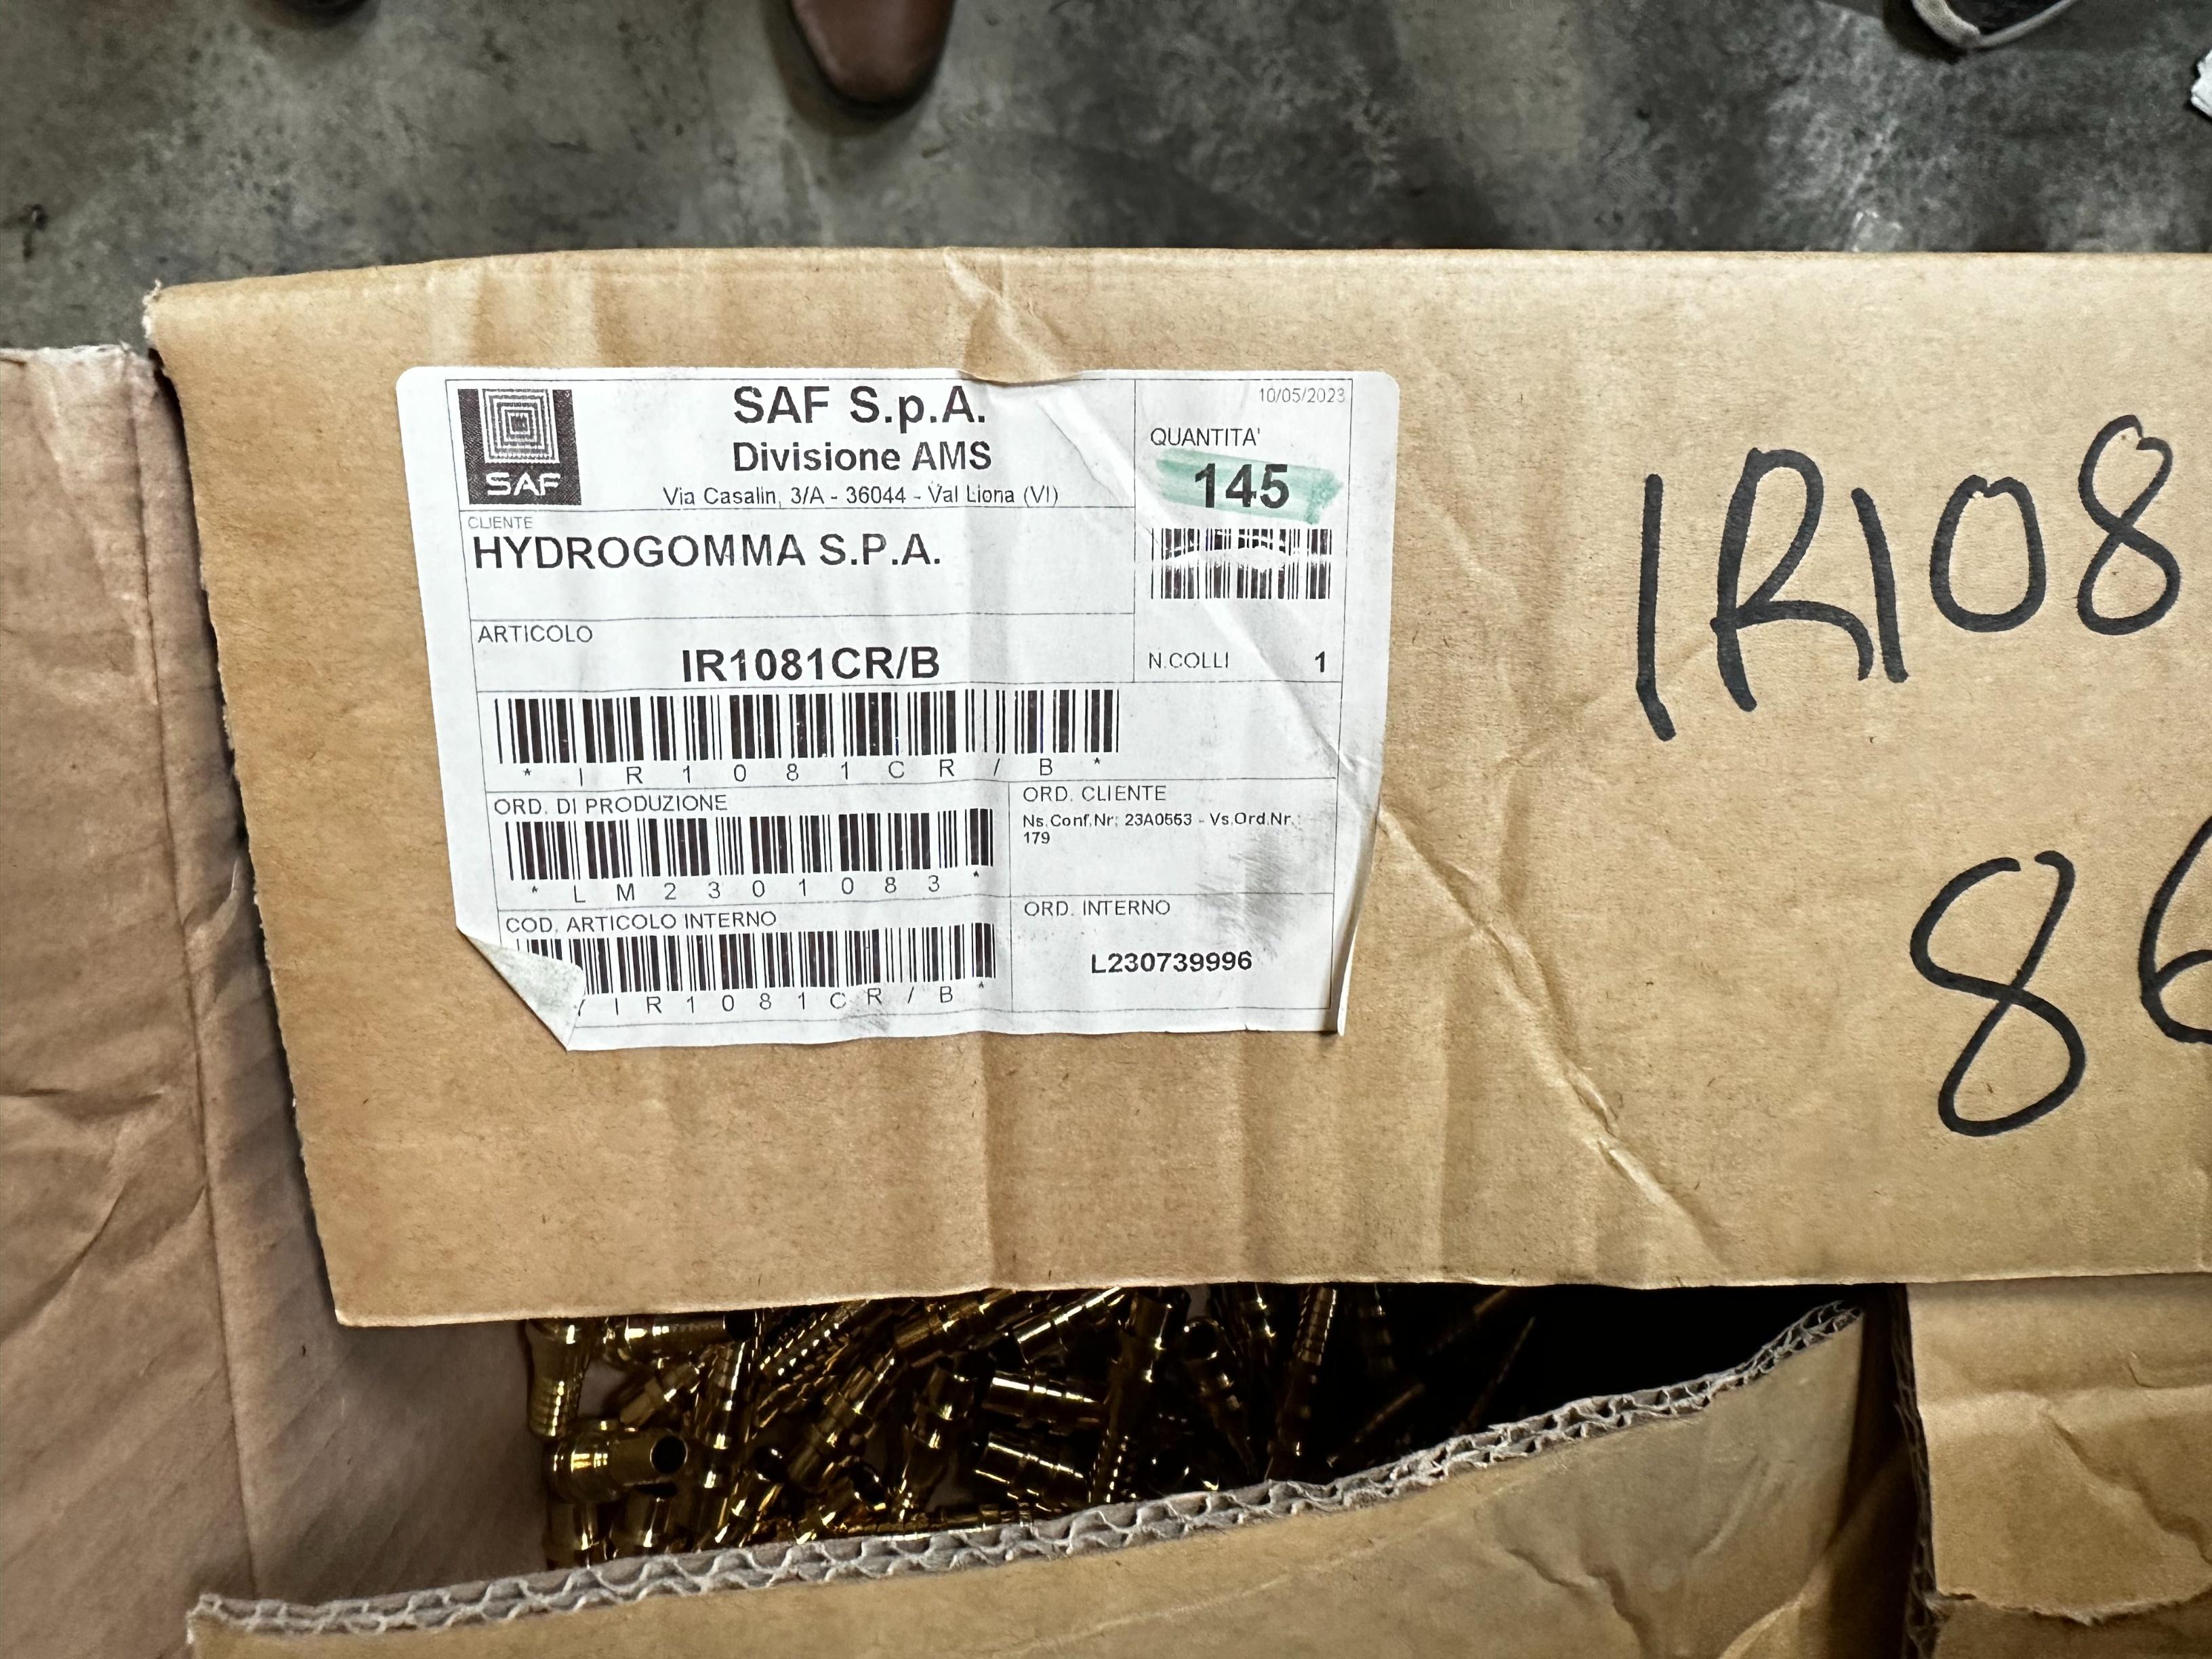 SAF S.p.A.
Divisione AMS
Via Casalin, 3/A - 36044 - Val Liona (VI)
SAF
10/05/2023
QUANTITA'
145
CLIENTE
HYDROGOMMA S.P.A.
ARTICOLO
IR1081CR/B
N.COLLI 1
* I R 1 0 8 1 C R / B *
ORD. DI PRODUZIONE
* L M 2 3 0 1 0 8 3 *
ORD. CLIENTE
Ns.Conf.Nr: 23A0553 - Vs.Ord.Nr.:
179
COD. ARTICOLO INTERNO
/ I R 1 0 8 1 C R / B *
ORD. INTERNO
L230739996
IR108
86